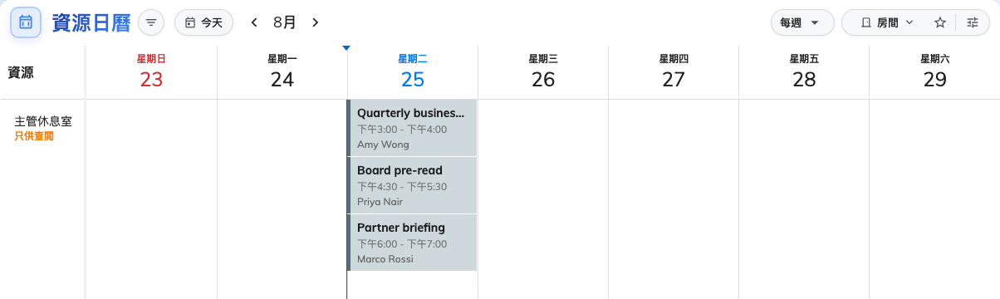 資源日曆
今天
8月
每週
房間
資源
星期日
23
星期一
24
星期二
25
星期三
26
星期四
27
星期五
28
星期六
29
主管休息室
只供查閱
Quarterly busines...
下午3:00 - 下午4:00
Amy Wong
Board pre-read
下午4:30 - 下午5:30
Priya Nair
Partner briefing
下午6:00 - 下午7:00
Marco Rossi